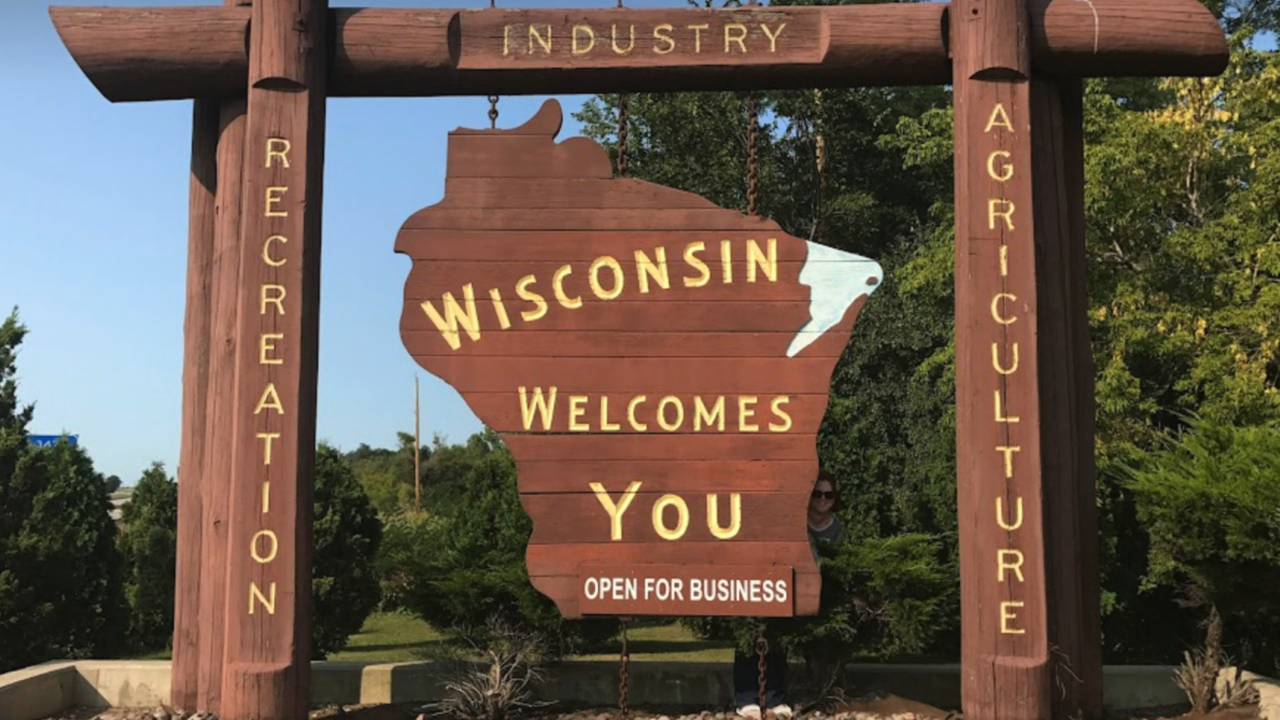 INDUSTRY
RECREATION
WISCONSIN
WELCOMES
YOU
OPEN FOR BUSINESS
AGRICULTURE